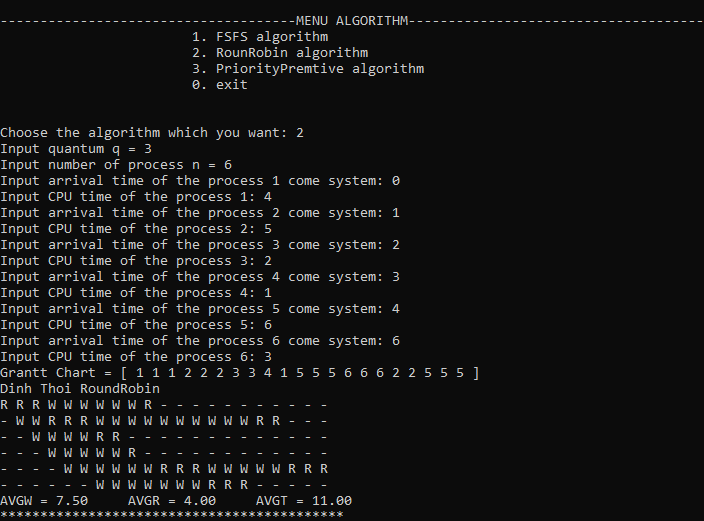 -------------------------------------MENU ALGORITHM-------------------------------------
1. FSFS algorithm
2. RounRobin algorithm
3. PriorityPremtive algorithm
0. exit
Choose the algorithm which you want: 2
Input quantum q = 3
Input number of process n = 6
Input arrival time of the process 1 come system: 0
Input CPU time of the process 1: 4
Input arrival time of the process 2 come system: 1
Input CPU time of the process 2: 5
Input arrival time of the process 3 come system: 2
Input CPU time of the process 3: 2
Input arrival time of the process 4 come system: 3
Input CPU time of the process 4: 1
Input arrival time of the process 5 come system: 4
Input CPU time of the process 5: 6
Input arrival time of the process 6 come system: 6
Input CPU time of the process 6: 3
Grantt Chart = [ 1 1 1 2 2 2 3 3 4 1 5 5 5 6 6 6 2 2 5 5 5 ]
Dinh Thoi RoundRobin
R R R W W W W W W R - - - - - - - - - - -
- W W R R R W W W W W W W W W W R R - - -
- - W W W W R R - - - - - - - - - - - - -
- - - W W W W W R - - - - - - - - - - - -
- - - - W W W W W W R R R W W W W W R R R
- - - - - - W W W W W W W R R R - - - - -
AVGW = 7.50     AVGR = 4.00     AVGT = 11.00
*******************************************